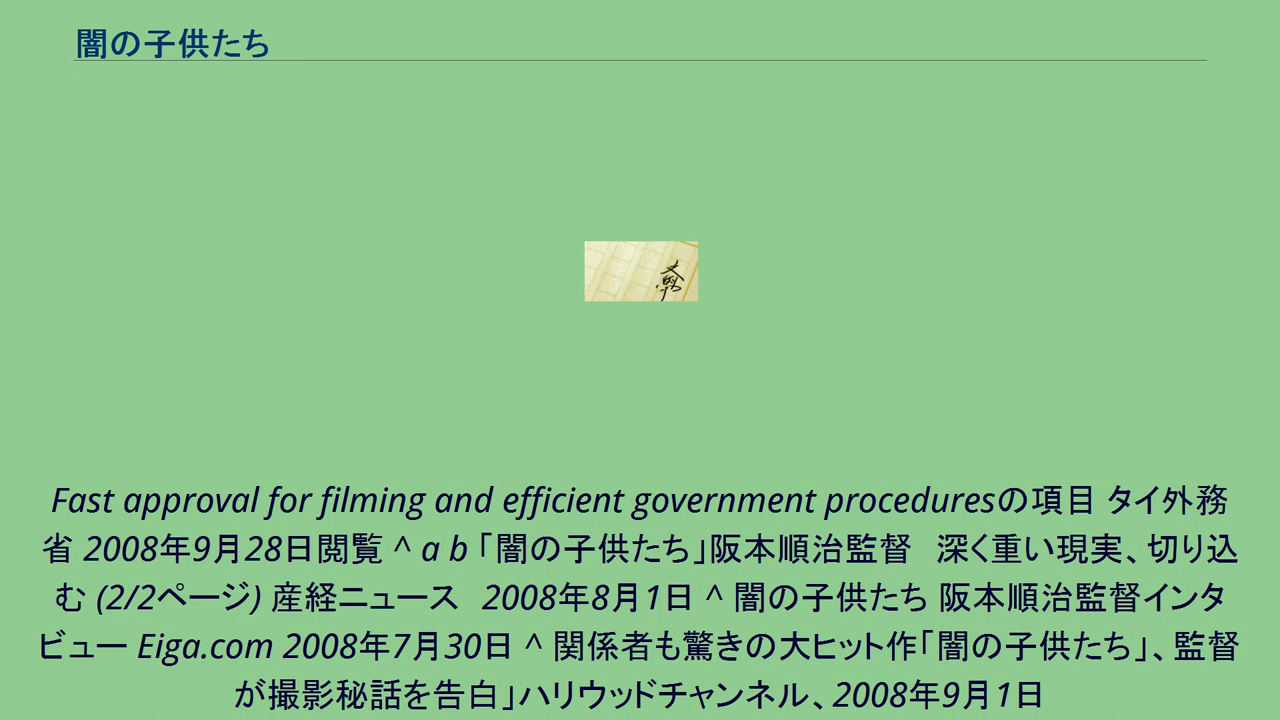 闇の子供たち
Fast approval for filming and efficient government proceduresの項目 タイ外務
省 2008年9月28日閲覧 ^ a b 「闇の子供たち」阪本順治監督　深く重い現実、切り込
む (2/2ページ) 産経ニュース　2008年8月1日 ^ 闇の子供たち 阪本順治監督インタ
ビュー Eiga.com 2008年7月30日 ^ 関係者も驚きの大ヒット作「闇の子供たち」、監督
が撮影秘話を告白」ハリウッドチャンネル、2008年9月1日